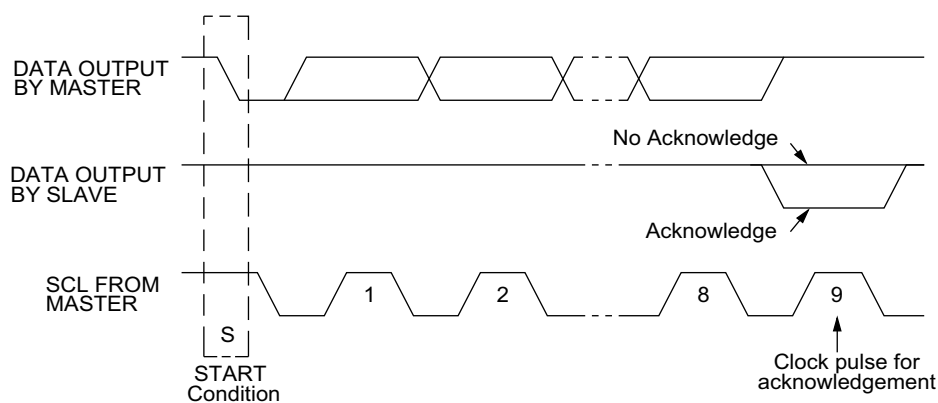 DATA OUTPUT
BY MASTER
No Acknowledge
DATA OUTPUT
BY SLAVE
Acknowledge
SCL FROM
MASTER
1
2
8
9
S
START
Condition
Clock pulse for
acknowledgement